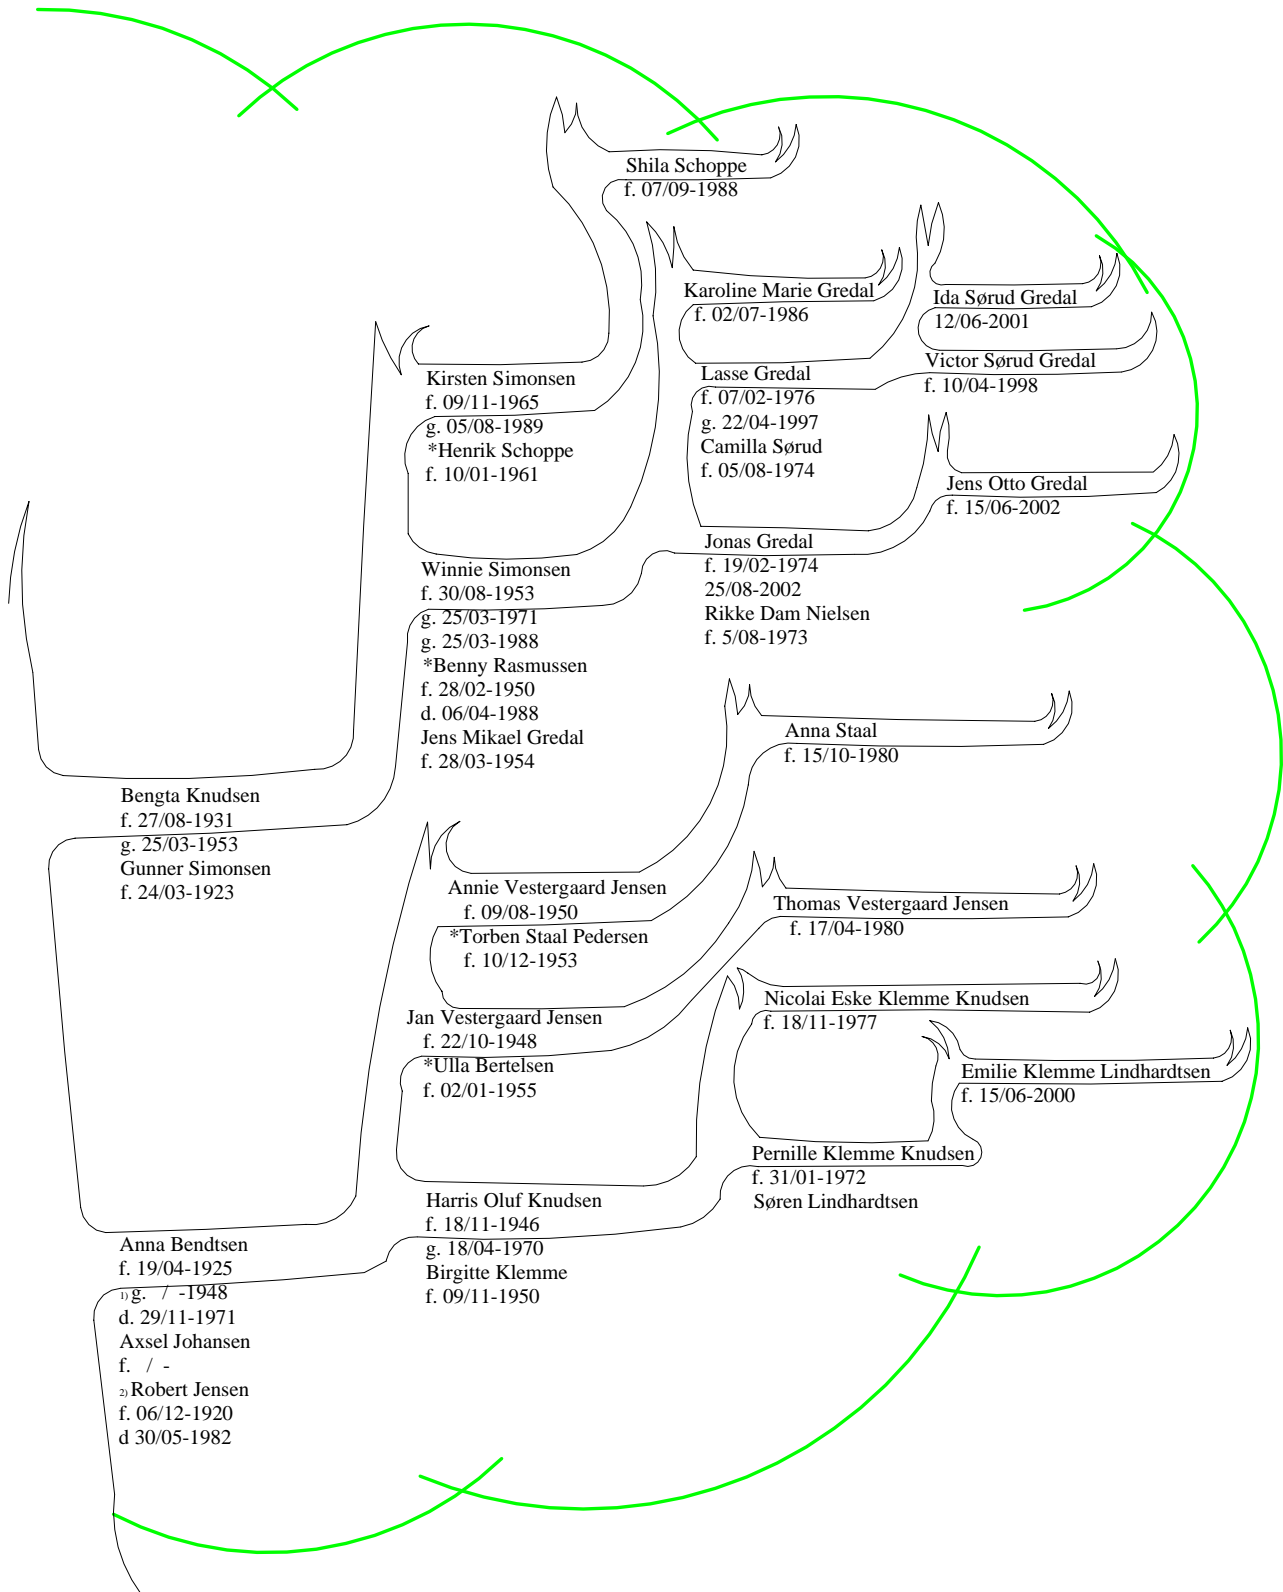 Shila Schoppe
f. 07/09-1988
Karoline Marie Gredal
f. 02/07-1986
Ida Sørud Gredal
12/06-2001
Victor Sørud Gredal
f. 10/04-1998
Kirsten Simonsen
f. 09/11-1965
g. 05/08-1989
*Henrik Schoppe
f. 10/01-1961
Lasse Gredal
f. 07/02-1976
g. 22/04-1997
Camilla Sørud
f. 05/08-1974
Jens Otto Gredal
f. 15/06-2002
Winnie Simonsen
f. 30/08-1953
g. 25/03-1971
g. 25/03-1988
*Benny Rasmussen
f. 28/02-1950
d. 06/04-1988
Jens Mikael Gredal
f. 28/03-1954
Jonas Gredal
f. 19/02-1974
25/08-2002
Rikke Dam Nielsen
f. 5/08-1973
Anna Staal
f. 15/10-1980
Bengta Knudsen
f. 27/08-1931
g. 25/03-1953
Gunner Simonsen
f. 24/03-1923
Annie Vestergaard Jensen
f. 09/08-1950
*Torben Staal Pedersen
f. 10/12-1953
Thomas Vestergaard Jensen
f. 17/04-1980
Jan Vestergaard Jensen
f. 22/10-1948
*Ulla Bertelsen
f. 02/01-1955
Nicolai Eske Klemme Knudsen
f. 18/11-1977
Emilie Klemme Lindhardtsen
f. 15/06-2000
Pernille Klemme Knudsen
f. 31/01-1972
Søren Lindhardtsen
Harris Oluf Knudsen
f. 18/11-1946
g. 18/04-1970
Birgitte Klemme
f. 09/11-1950
Anna Bendtsen
f. 19/04-1925
1) g.   /  -1948
d. 29/11-1971
Axsel Johansen
f.   /  -
2) Robert Jensen
f. 06/12-1920
d 30/05-1982